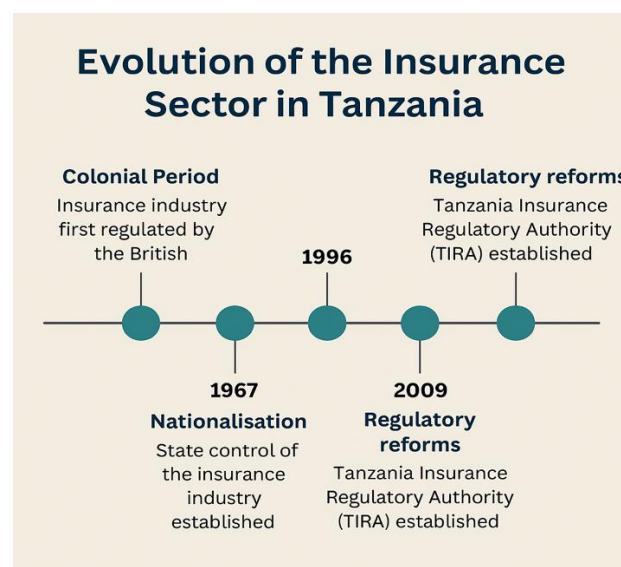 Evolution of the Insurance
Sector in Tanzania
Colonial Period
Insurance industry
first regulated by
the British
1967
Nationalisation
State control of
the insurance
industry
established
1996
2009
Regulatory
reforms
Tanzania Insurance
Regulatory Authority
(TIRA) established
Regulatory reforms
Tanzania Insurance
Regulatory Authority
(TIRA) established